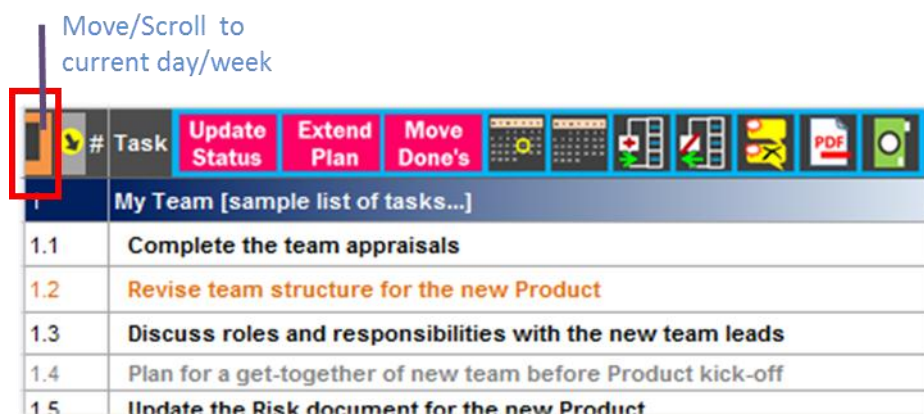 Move/Scroll to
current day/week
# Task Update Status Extend Plan Move Done's PDF
1 My Team [sample list of tasks...]
1.1 Complete the team appraisals
1.2 Revise team structure for the new Product
1.3 Discuss roles and responsibilities with the new team leads
1.4 Plan for a get-together of new team before Product kick-off
1.5 Update the Risk document for the new Product